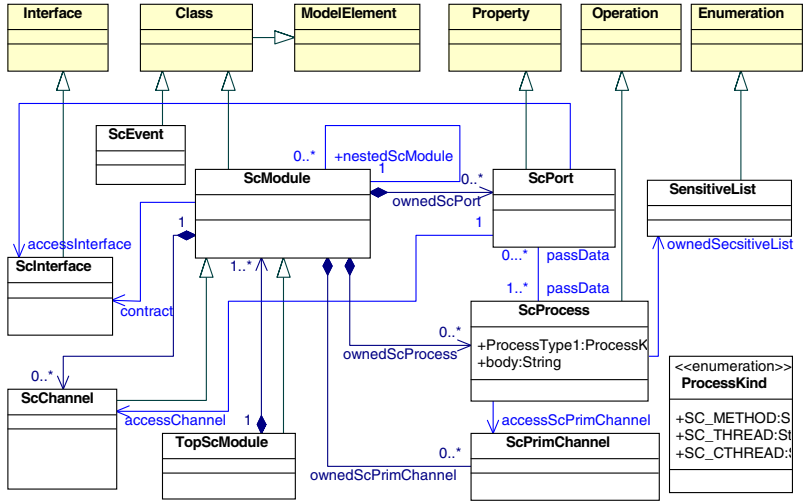 Interface
Class
ModelElement
Property
Operation
Enumeration
ScEvent
0..*
+nestedScModule
1
ScModule
0..*
ScPort
SensitiveList
ownedScPort
1
1
accessInterface
ownedSecsitiveList
0...*
passData
ScInterface
1..*
1..*
passData
contract
ScProcess
0..*
+ProcessType1:ProcessK
ownedScProcess
+body:String
<<enumeration>>
ProcessKind
0..*
ScChannel
accessChannel
1
accessScPrimChannel
+SC_METHOD:S
+SC_THREAD:St
+SC_CTHREAD:S
TopScModule
0..*
ScPrimChannel
ownedScPrimChannel